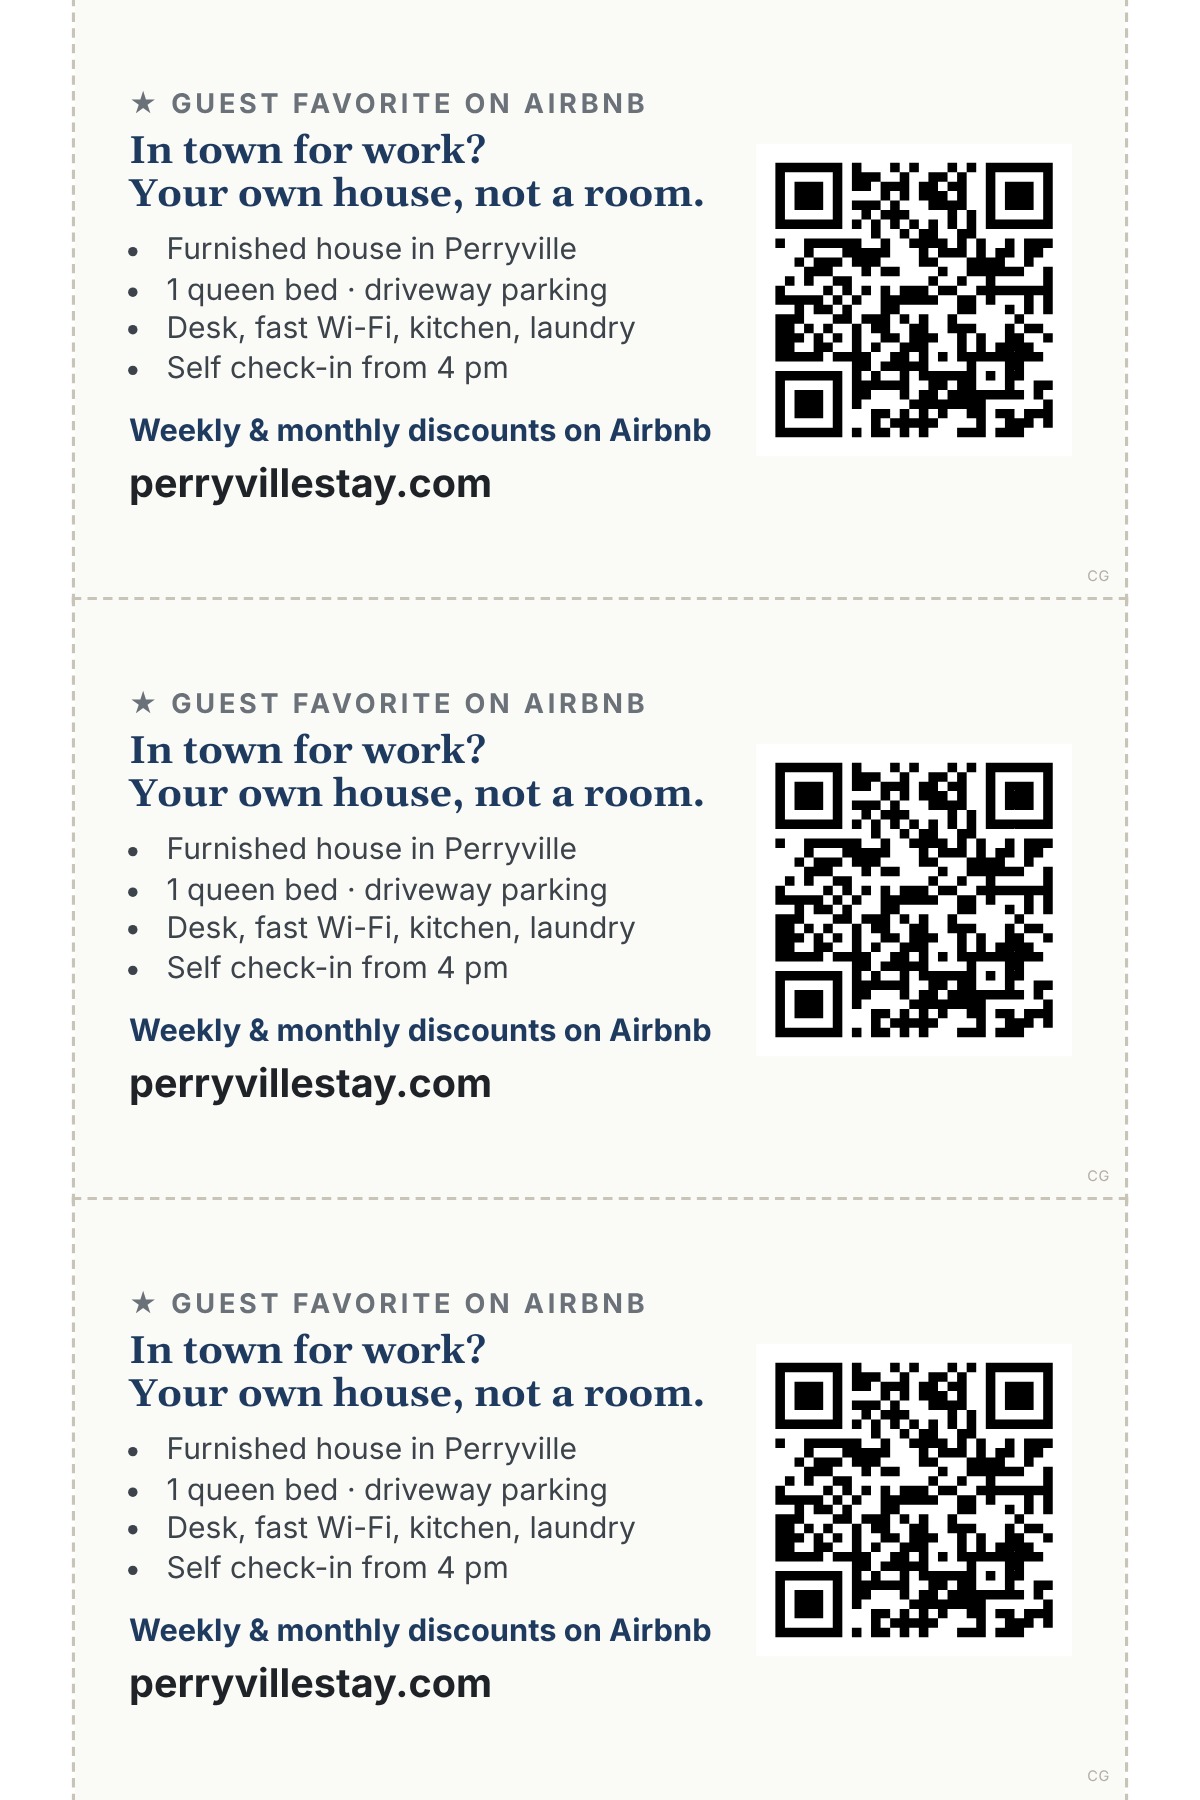 ★ GUEST FAVORITE ON AIRBNB
In town for work?
Your own house, not a room.
• Furnished house in Perryville
• 1 queen bed · driveway parking
• Desk, fast Wi-Fi, kitchen, laundry
• Self check-in from 4 pm
Weekly & monthly discounts on Airbnb
perryvillestay.com
CG
★ GUEST FAVORITE ON AIRBNB
In town for work?
Your own house, not a room.
• Furnished house in Perryville
• 1 queen bed · driveway parking
• Desk, fast Wi-Fi, kitchen, laundry
• Self check-in from 4 pm
Weekly & monthly discounts on Airbnb
perryvillestay.com
CG
★ GUEST FAVORITE ON AIRBNB
In town for work?
Your own house, not a room.
• Furnished house in Perryville
• 1 queen bed · driveway parking
• Desk, fast Wi-Fi, kitchen, laundry
• Self check-in from 4 pm
Weekly & monthly discounts on Airbnb
perryvillestay.com
CG